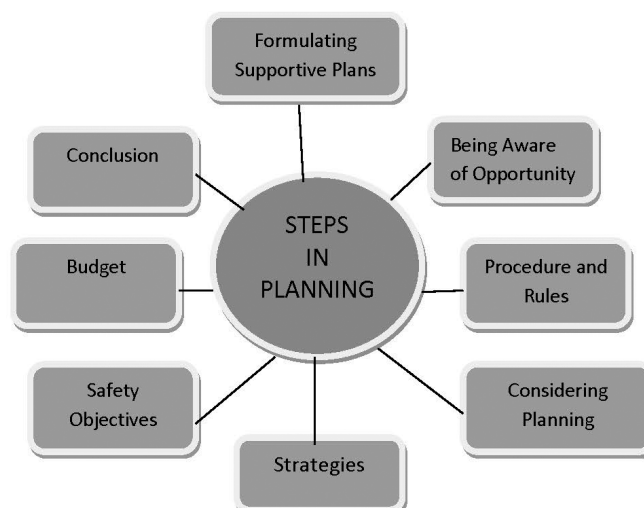 Formulating
Supportive Plans
Being Aware
of Opportunity
Conclusion
STEPS
IN
PLANNING
Budget
Procedure and
Rules
Safety
Objectives
Considering
Planning
Strategies